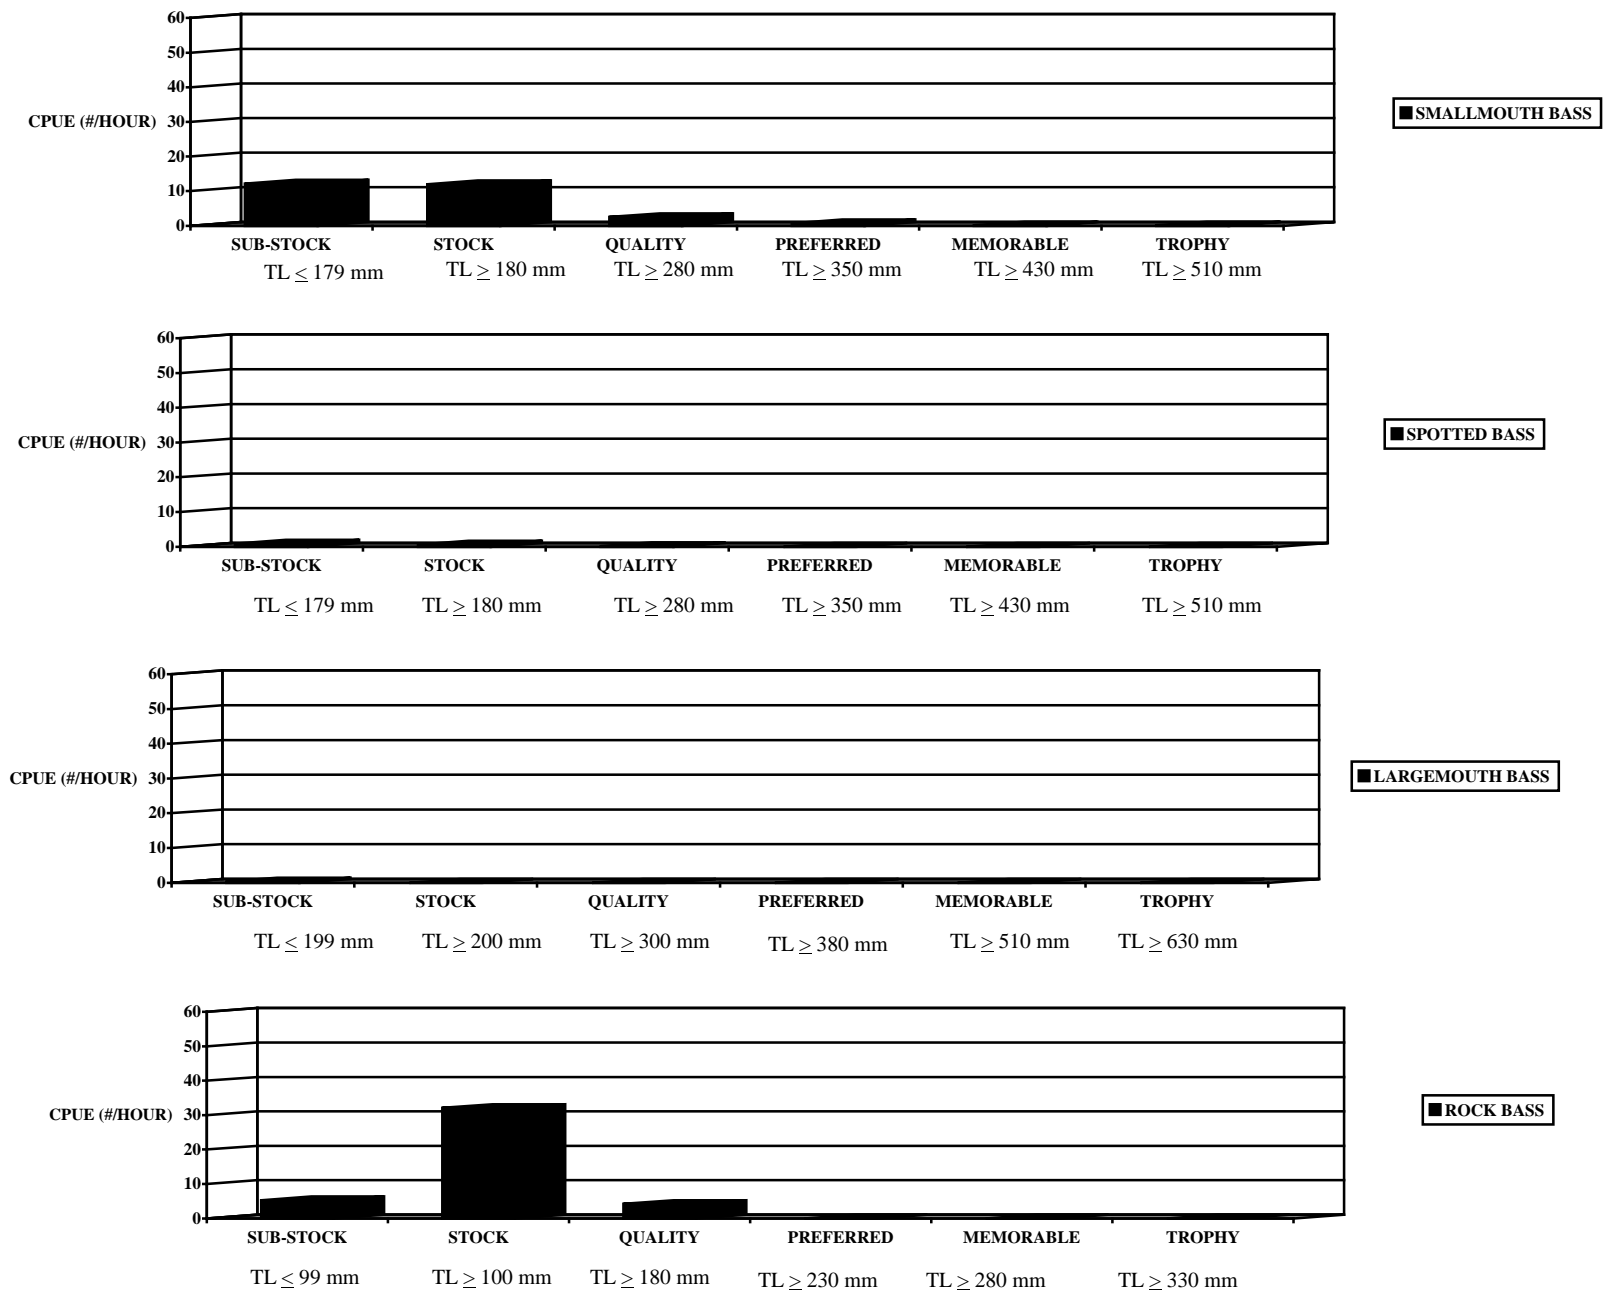 60
50
40
CPUE (#/HOUR) 30
20
10
0
SUB-STOCK STOCK QUALITY PREFERRED MEMORABLE TROPHY
TL ≤ 179 mm TL ≥ 180 mm TL ≥ 280 mm TL ≥ 350 mm TL ≥ 430 mm TL ≥ 510 mm
SMALLMOUTH BASS
60
50
40
CPUE (#/HOUR) 30
20
10
0
SUB-STOCK STOCK QUALITY PREFERRED MEMORABLE TROPHY
TL ≤ 179 mm TL ≥ 180 mm TL ≥ 280 mm TL ≥ 350 mm TL ≥ 430 mm TL ≥ 510 mm
SPOTTED BASS
60
50
40
CPUE (#/HOUR) 30
20
10
0
SUB-STOCK STOCK QUALITY PREFERRED MEMORABLE TROPHY
TL ≤ 199 mm TL ≥ 200 mm TL ≥ 300 mm TL ≥ 380 mm TL ≥ 510 mm TL ≥ 630 mm
LARGEMOUTH BASS
60
50
40
CPUE (#/HOUR) 30
20
10
0
SUB-STOCK STOCK QUALITY PREFERRED MEMORABLE TROPHY
TL ≤ 99 mm TL ≥ 100 mm TL ≥ 180 mm TL ≥ 230 mm TL ≥ 280 mm TL ≥ 330 mm
ROCK BASS